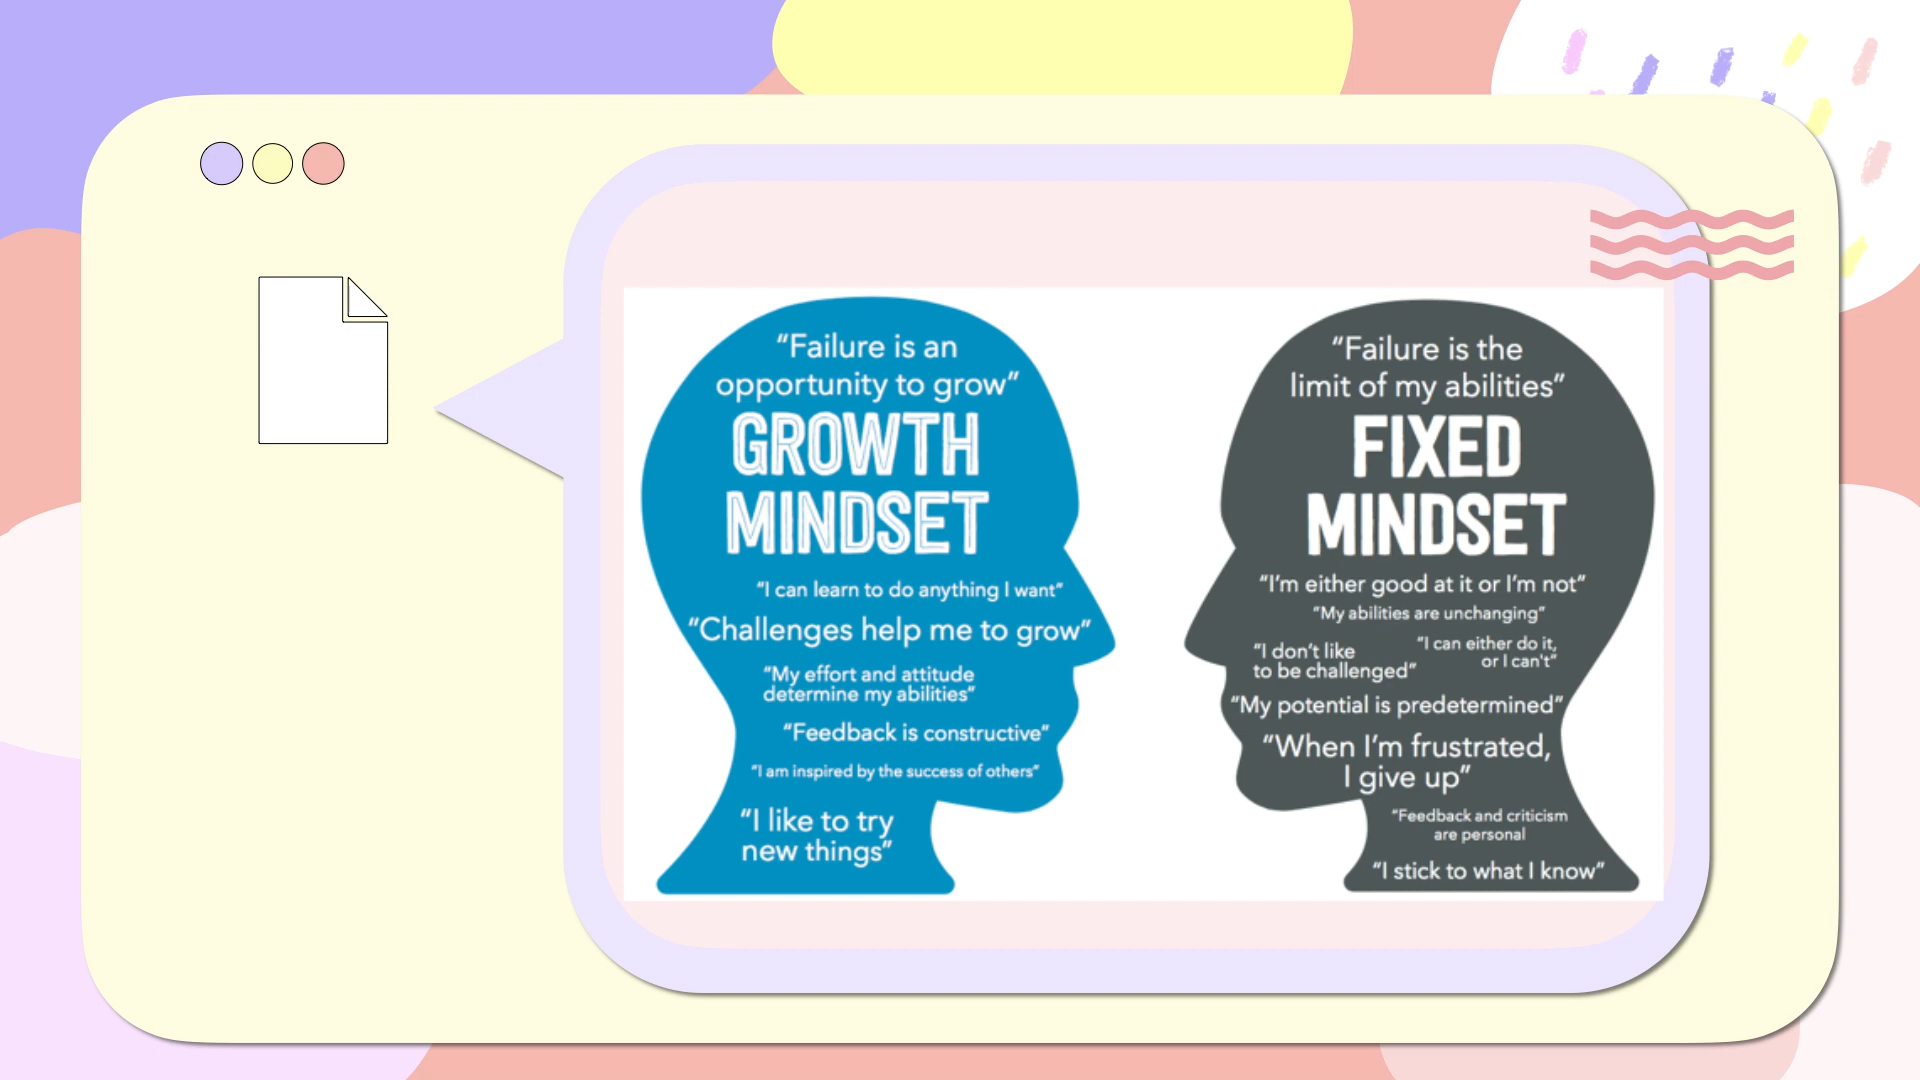 “Failure is an
opportunity to grow”
GROWTH
MINDSET
“I can learn to do anything I want”
“Challenges help me to grow”
“My effort and attitude
determine my abilities”
“Feedback is constructive”
“I am inspired by the success of others”
“I like to try
new things”
“Failure is the
limit of my abilities”
FIXED
MINDSET
“I’m either good at it or I’m not”
“My abilities are unchanging”
“I don’t like
to be challenged”
“I can either do it,
or I can't”
“My potential is predetermined”
“When I’m frustrated,
I give up”
“Feedback and criticism
are personal
“I stick to what I know”